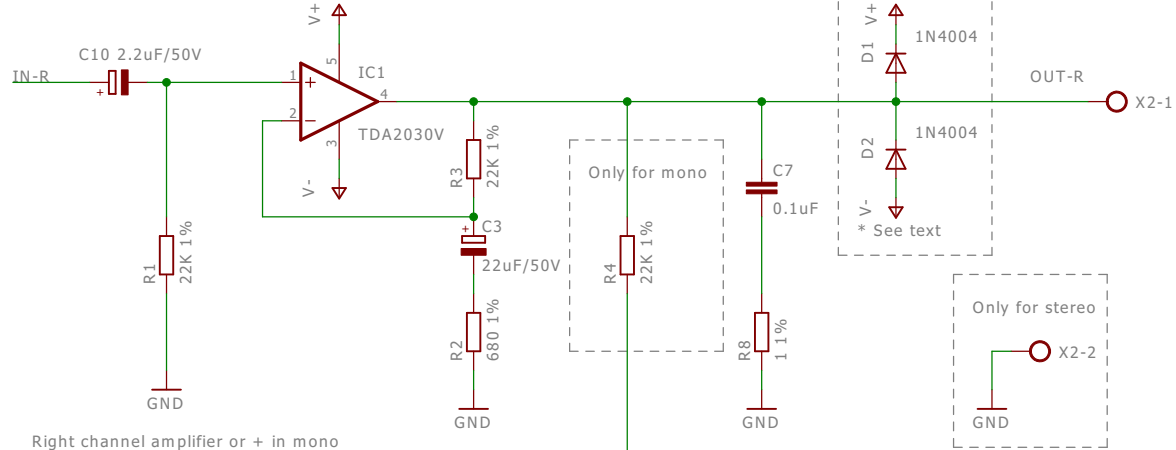 V+
C10 2.2uF/50V
IN-R
+
1
+
5
IC1
4
2
−
3
TDA2030V
V-
R1
22K 1%
GND
R3
22K 1%
+
C3
22uF/50V
R2
680 1%
GND
Only for mono
R4
22K 1%
C7
0.1uF
R8
1 1%
GND
V+
D1
1N4004
OUT-R
X2-1
D2
1N4004
V-
* See text
Only for stereo
X2-2
GND
Right channel amplifier or + in mono